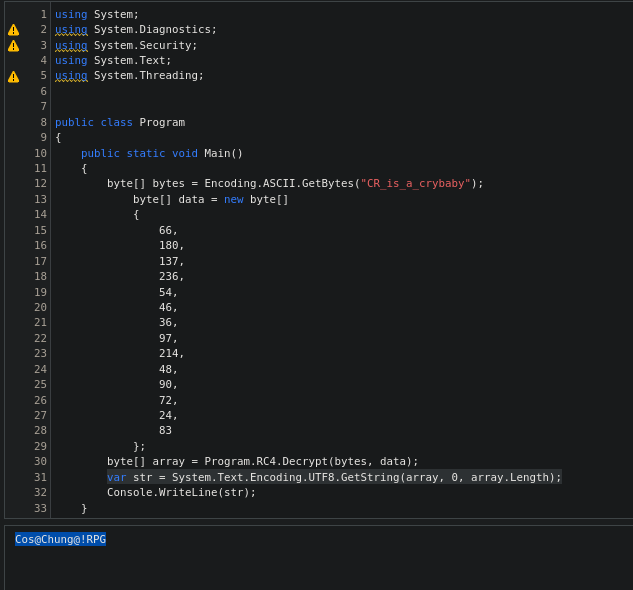 1 using System;
2 using System.Diagnostics;
3 using System.Security;
4 using System.Text;
5 using System.Threading;
6
7
8 public class Program
9 {
10 public static void Main()
11 {
12 byte[] bytes = Encoding.ASCII.GetBytes("CR_is_a_crybaby");
13 byte[] data = new byte[]
14 {
15 66,
16 180,
17 137,
18 236,
19 54,
20 46,
21 36,
22 97,
23 214,
24 48,
25 90,
26 72,
27 24,
28 83
29 };
30 byte[] array = Program.RC4.Decrypt(bytes, data);
31 var str = System.Text.Encoding.UTF8.GetString(array, 0, array.Length);
32 Console.WriteLine(str);
33 }
Cos@Chung@!RPG